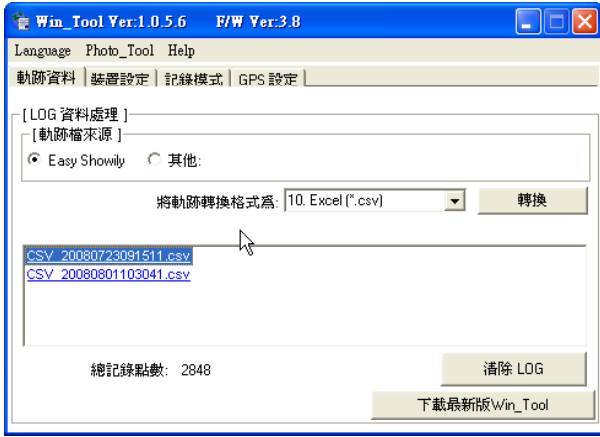 Win_Tool Ver:1.0.5.6 F/W Ver:3.8
Language Photo_Tool Help
軌跡資料 裝置設定 記錄模式 GPS 設定
[ LOG 資料處理 ]
[ 軌跡檔來源 ]
Easy Showily 其他:
將軌跡轉換格式為: 10. Excel (*.csv) 轉換
CSV_20080723091511.csv
CSV_20080801103041.csv
總記錄點數: 2848
清除 LOG
下載最新版Win_Tool